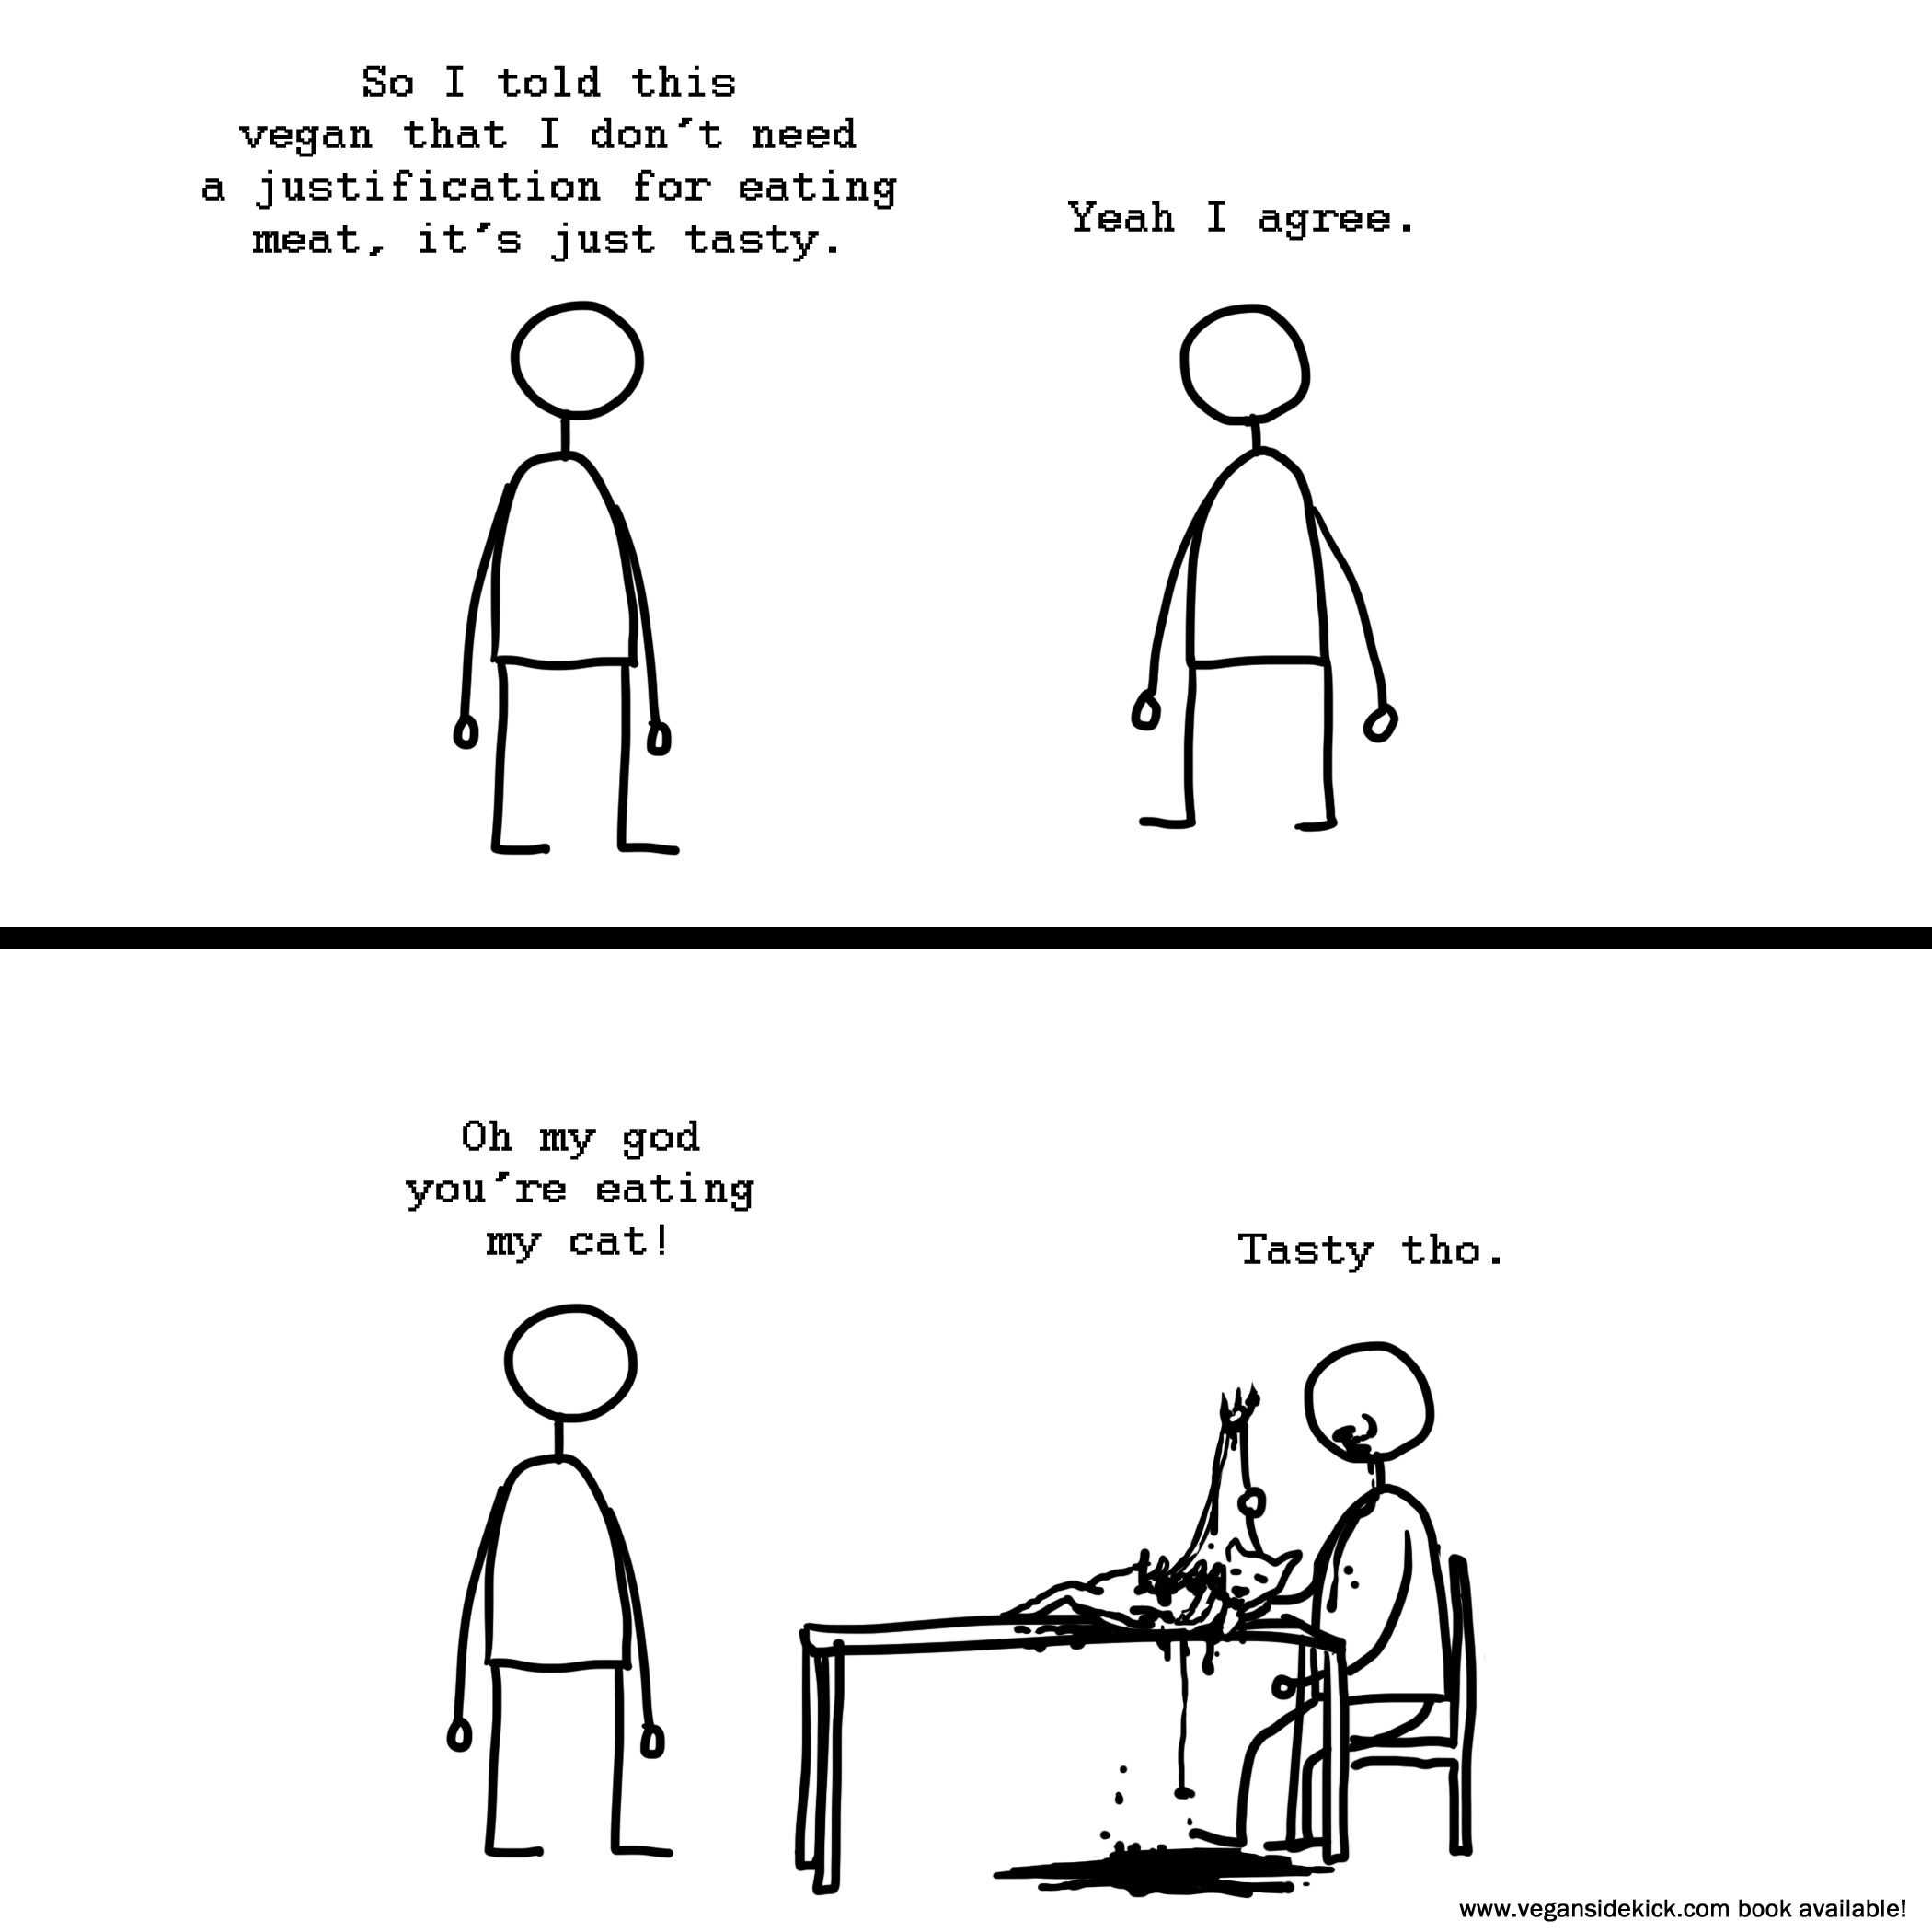 So I told this
vegan that I don't need
a justification for eating
meat, it's just tasty.
Yeah I agree.
Oh my god
you're eating
my cat!
Tasty tho.
www.vegansidekick.com book available!